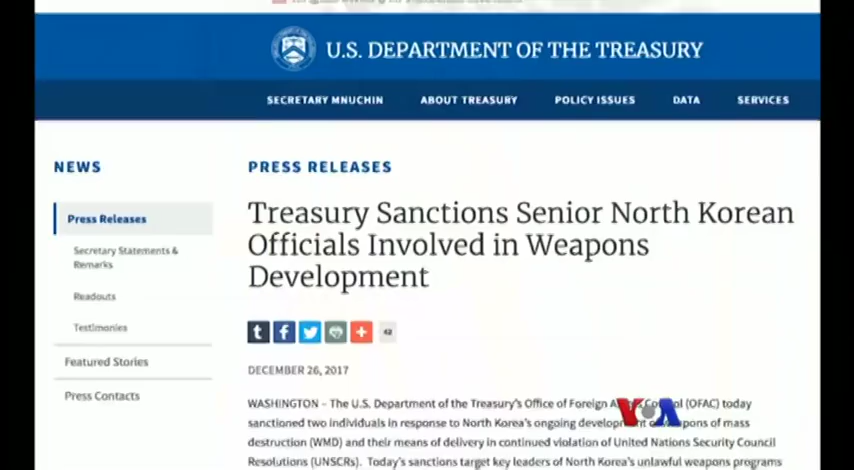 U.S. DEPARTMENT OF THE TREASURY
SECRETARY MNUCHIN ABOUT TREASURY POLICY ISSUES DATA SERVICES
NEWS
PRESS RELEASES
Press Releases
Treasury Sanctions Senior North Korean
Officials Involved in Weapons
Development
Secretary Statements &
Remarks
Readouts
Testimonies
Featured Stories
Press Contacts
t f + 42
DECEMBER 26, 2017
WASHINGTON – The U.S. Department of the Treasury's Office of Foreign (OFAC) today
sanctioned two individuals in response to North Korea's ongoing of mass
destruction (WMD) and their means of delivery in continued violation of United Nations Security Council
Resolutions (UNSCRs). Today's sanctions target key leaders of North Korea's unlawful weapons programs
VOA